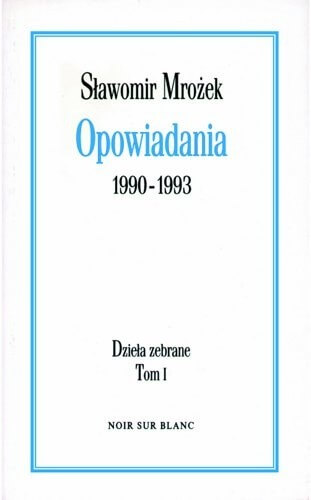 Sławomir Mrożek
Opowiadania
1990-1993
Dzieła zebrane
Tom I
NOIR SUR BLANC